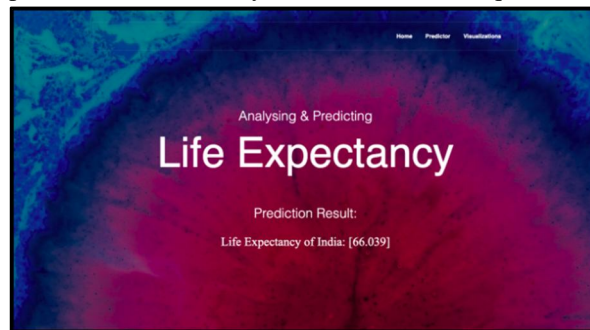 Home Predictor Visualizations
Analysing & Predicting
Life Expectancy
Prediction Result:
Life Expectancy of India: [66.039]